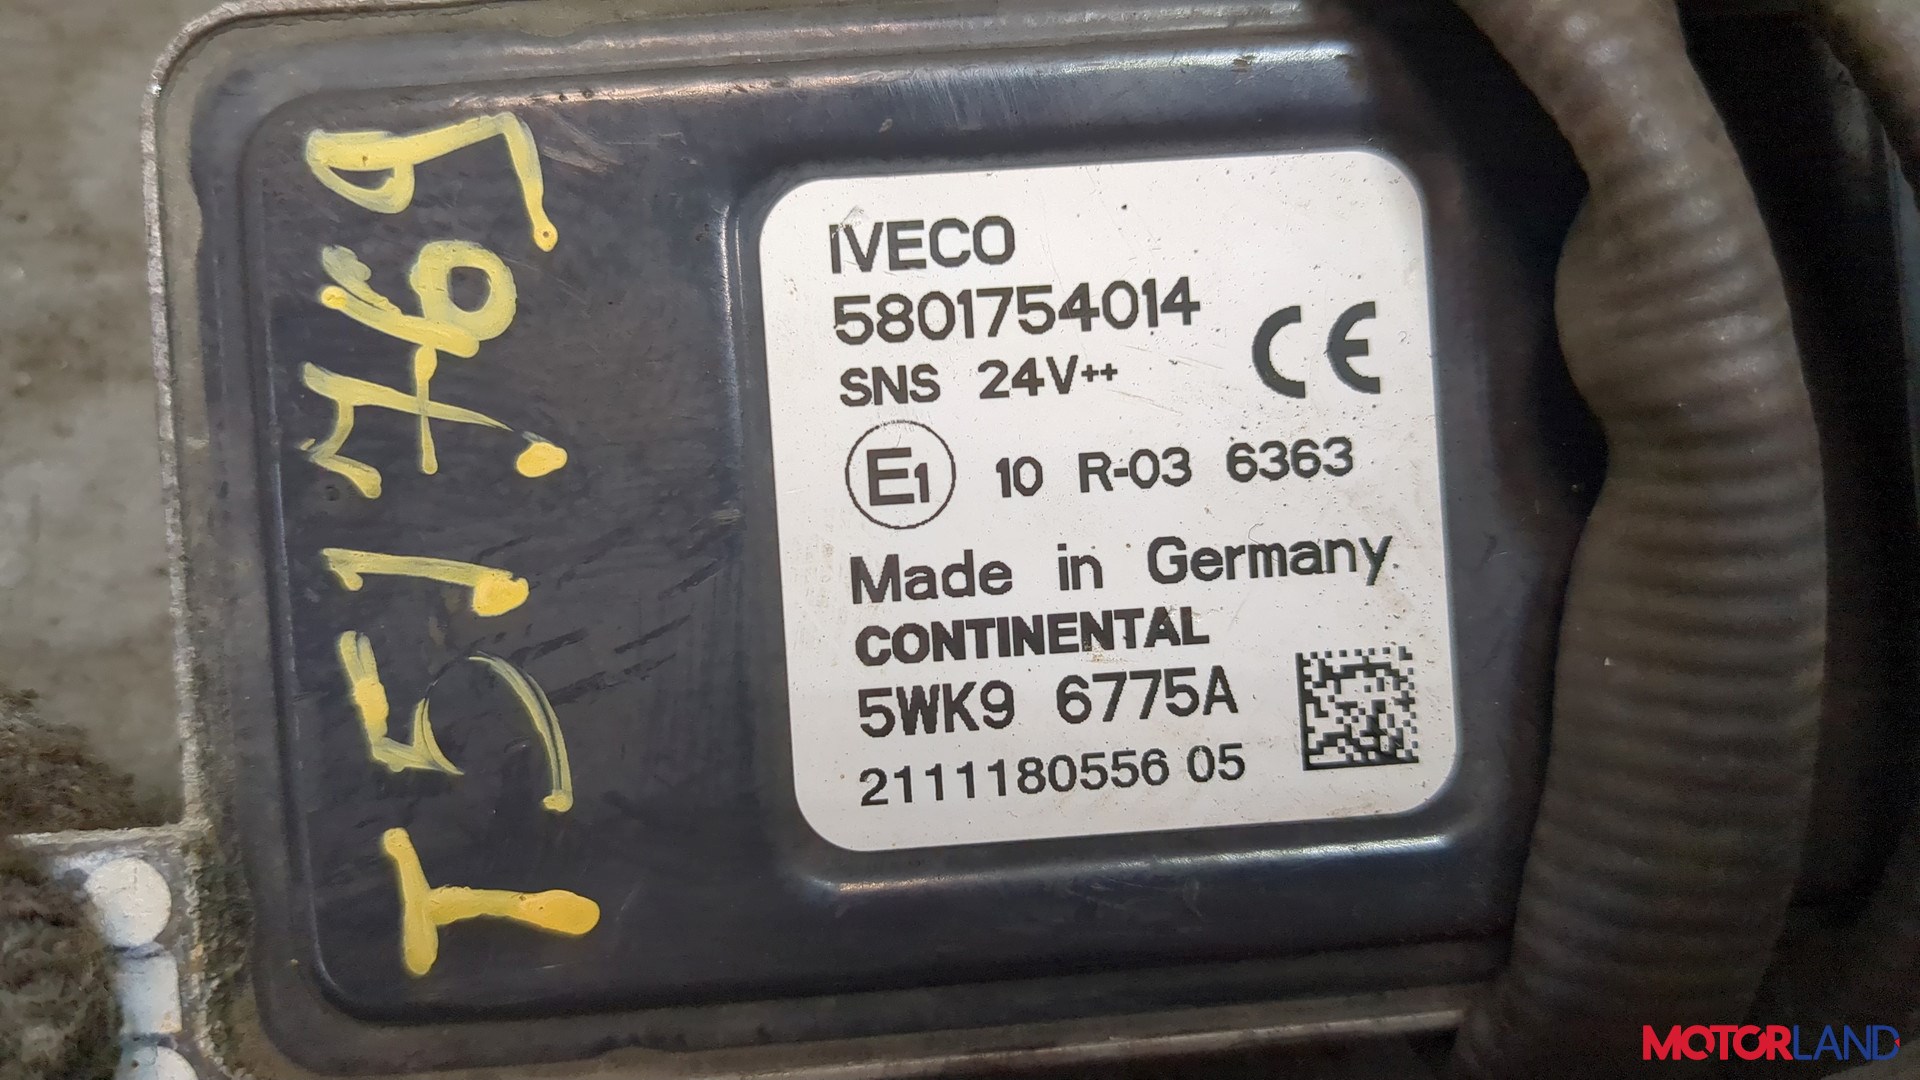 IVECO
5801754014
SNS 24V++
CE
E1 10 R-03 6363
Made in Germany
CONTINENTAL
5WK9 6775A
2111180556 05
T51769
MOTORLAND